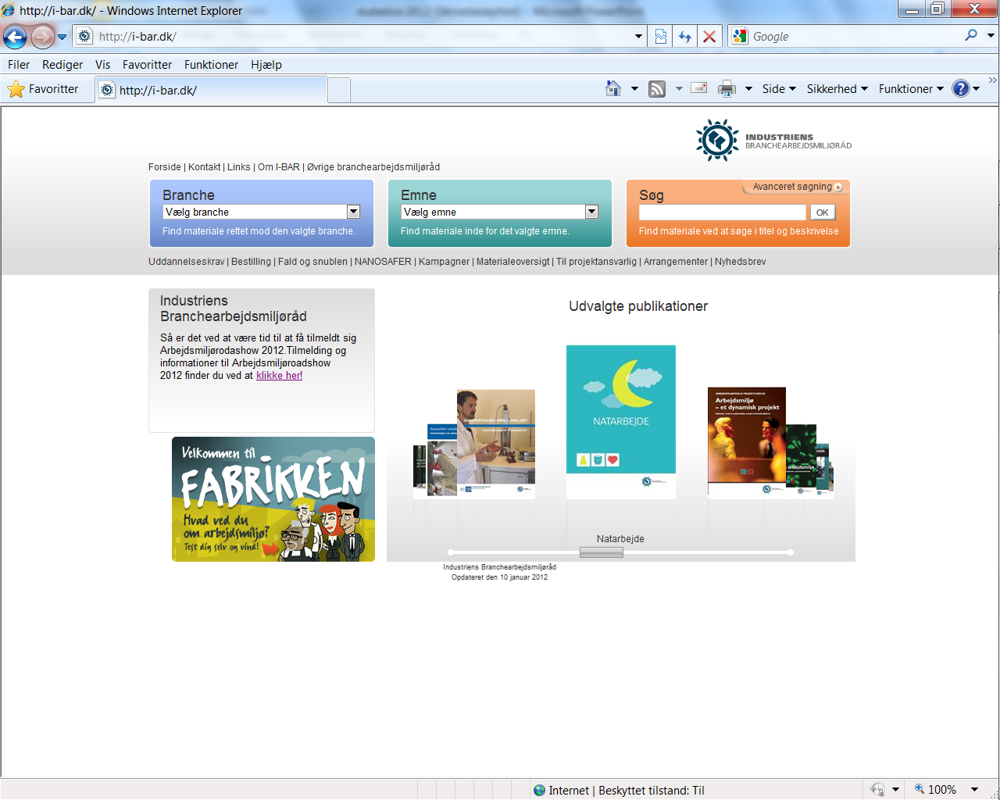 http://i-bar.dk/ - Windows Internet Explorer
http://i-bar.dk/
Google
Filer Rediger Vis Favoritter Funktioner Hjælp
Favoritter
http://i-bar.dk/
Side Sikkerhed Funktioner
INDUSTRIENS
BRANCHEARBEJDSMILJØRÅD
Forside | Kontakt | Links | Om I-BAR | Øvrige branchearbejdsmiljøråd
Branche
Vælg branche
Find materiale rettet mod den valgte branche.
Emne
Vælg emne
Find materiale inde for det valgte emne.
Avanceret søgning
Søg
OK
Find materiale ved at søge i titel og beskrivelse
Uddannelseskrav | Bestilling | Fald og snublen | NANOSAFER | Kampagner | Materialeoversigt | Til projektansvarlig | Arrangementer | Nyhedsbrev
Industriens
Branchearbejdsmiljøråd
Så er det ved at være tid til at få tilmeldt sig
Arbejdsmiljørodashow 2012.Tilmelding og
informationer til Arbejdsmiljøroadshow
2012 finder du ved at klikke her!
Velkommen til
FABRIKKEN
Hvad ved du
om arbejdsmiljø?
Test dig selv og vind!
Udvalgte publikationer
NANOPARTIKLER I ARBEJDSMILJØET
NATARBEJDE
Arbejdsmiljø
– et dynamisk projekt
Natarbejde
Industriens Branchearbejdsmiljøråd
Opdateret den 10 januar 2012
Internet | Beskyttet tilstand: Til
100%